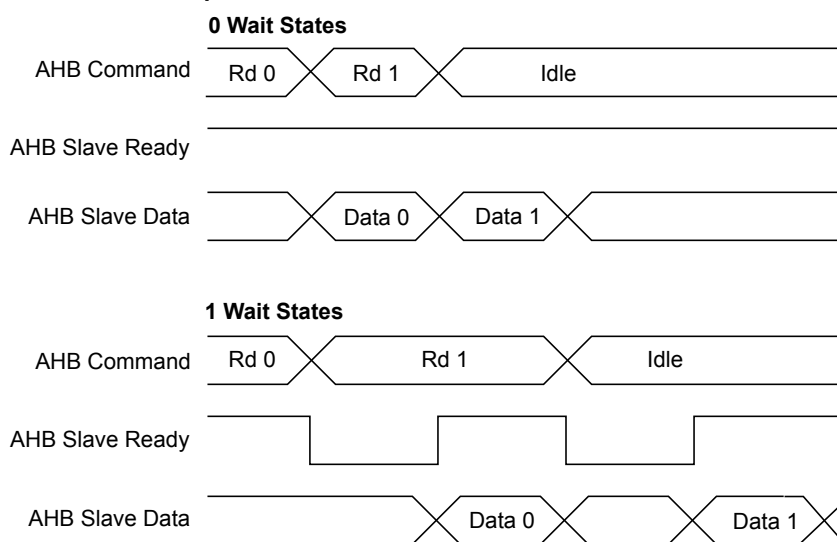 0 Wait States
AHB Command Rd 0 Rd 1 Idle
AHB Slave Ready
AHB Slave Data Data 0 Data 1
1 Wait States
AHB Command Rd 0 Rd 1 Idle
AHB Slave Ready
AHB Slave Data Data 0 Data 1